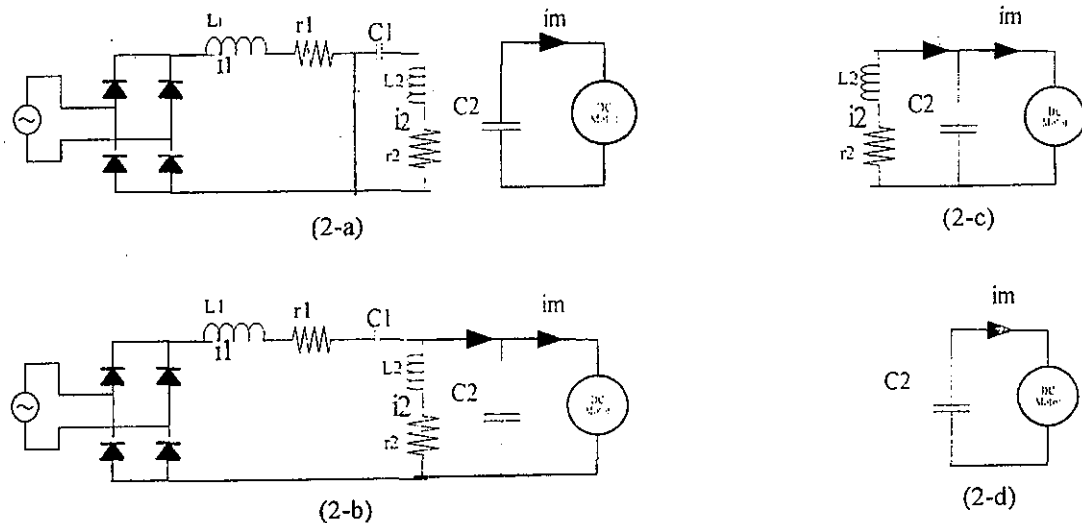 L1 r1 C1
i1
L2
i2
r2
im
C2
DC
Motor
(2-a)
im
L2
C2
i2
r2
DC
Motor
(2-c)
L1 r1 C1
i1
im
L2
C2
i2
r2
DC
Motor
(2-b)
im
C2
DC
Motor
(2-d)